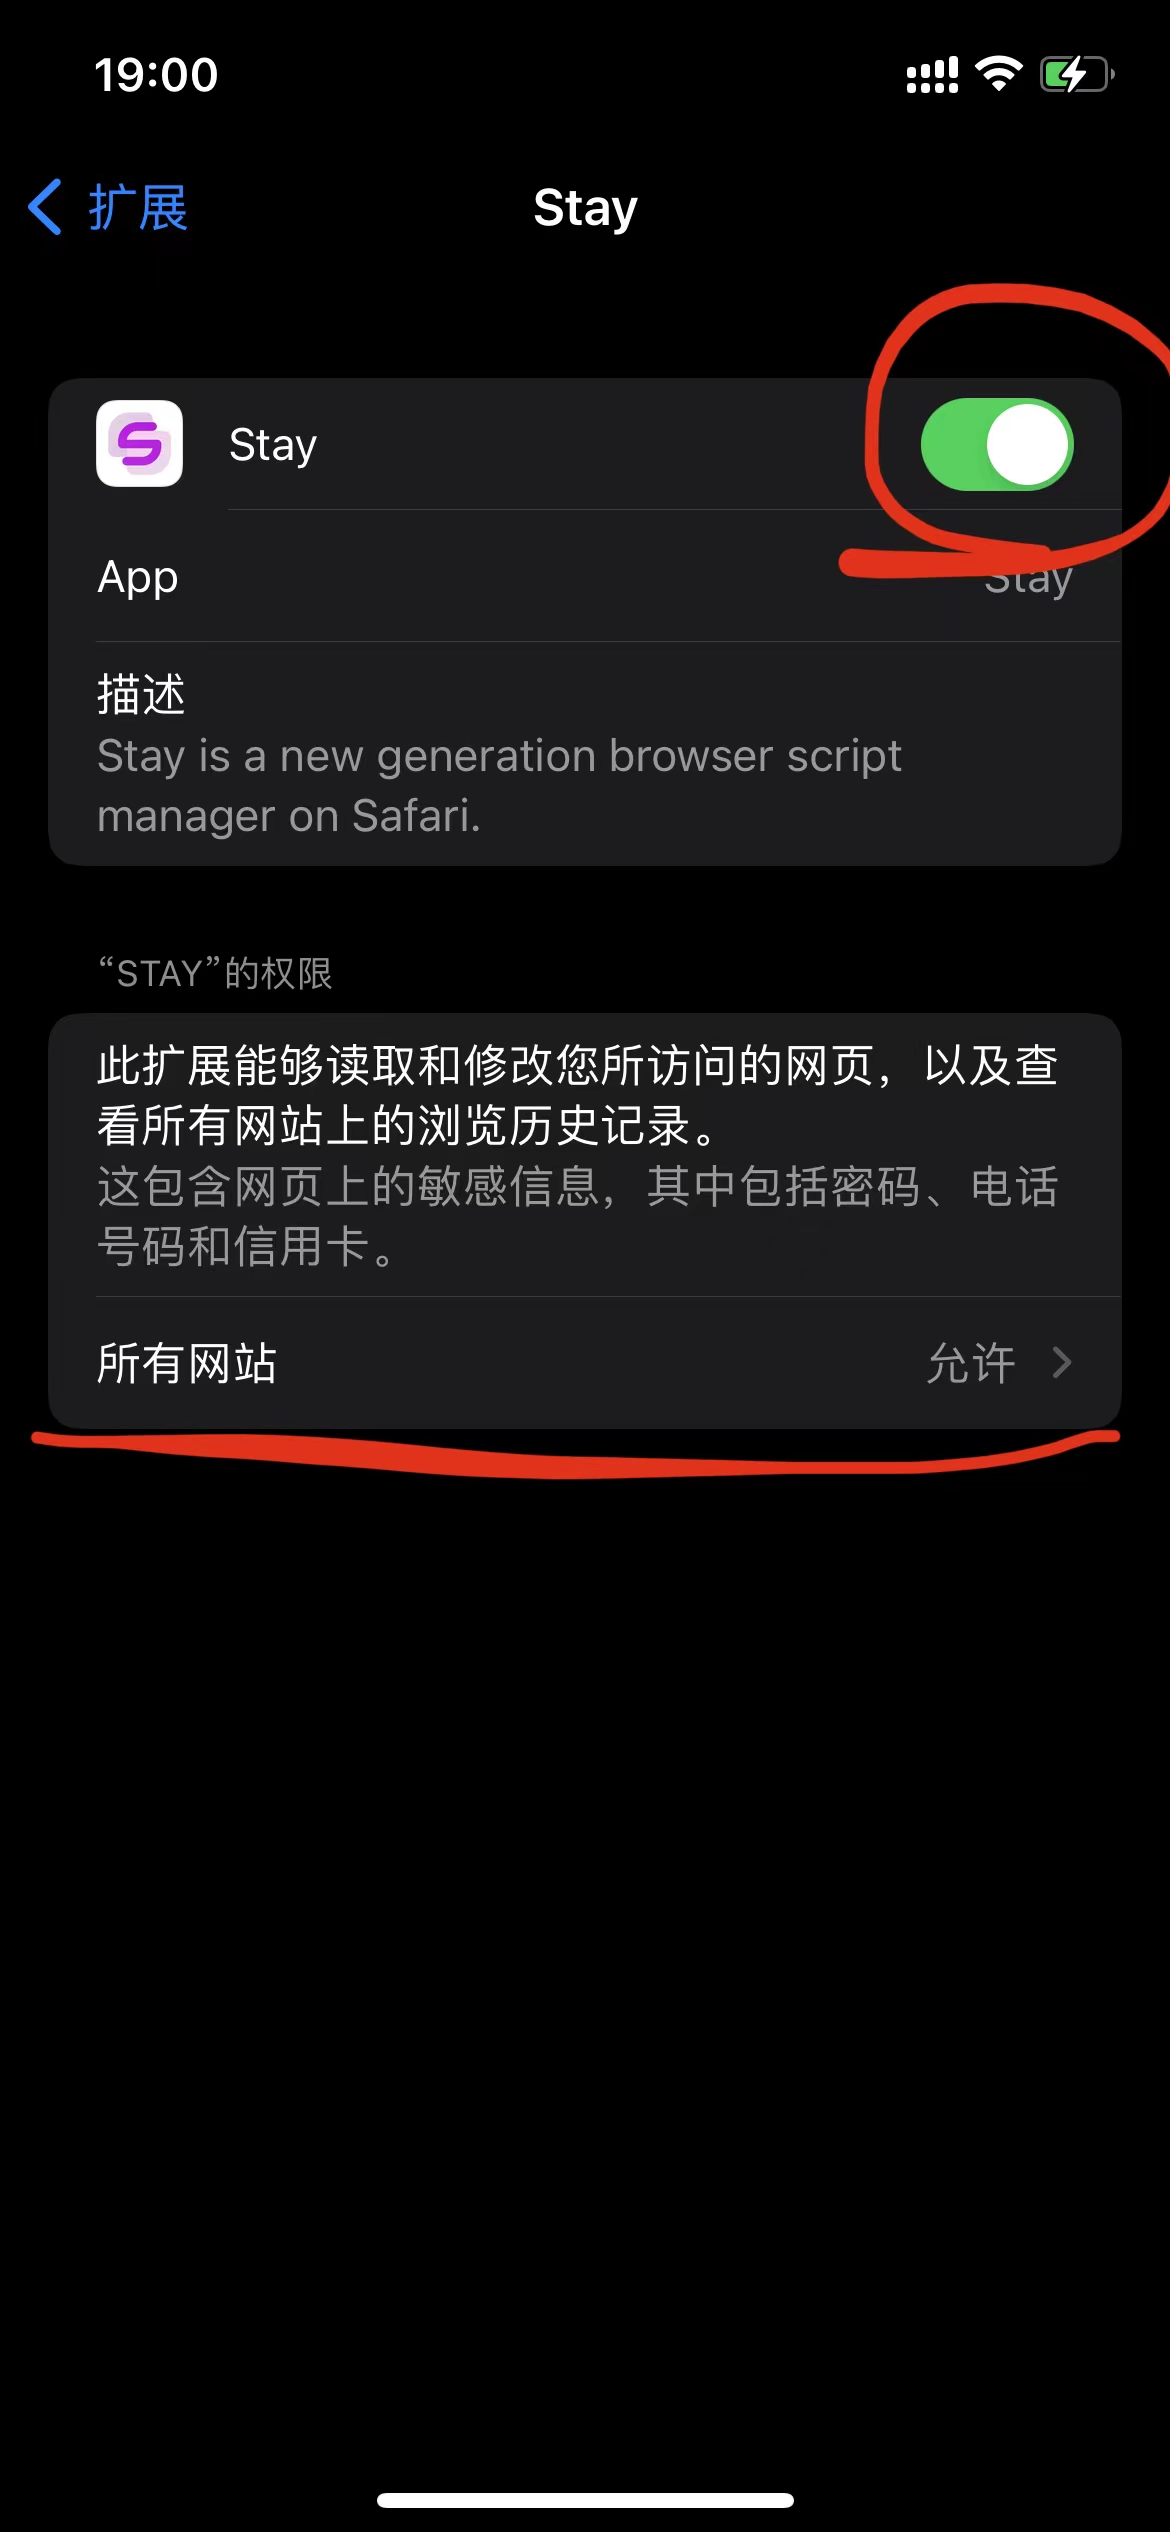 19:00
扩展
Stay
Stay
App
Stay
描述
Stay is a new generation browser script
manager on Safari.
“STAY”的权限
此扩展能够读取和修改您所访问的网页，以及查
看所有网站上的浏览历史记录。
这包含网页上的敏感信息，其中包括密码、电话
号码和信用卡。
所有网站
允许